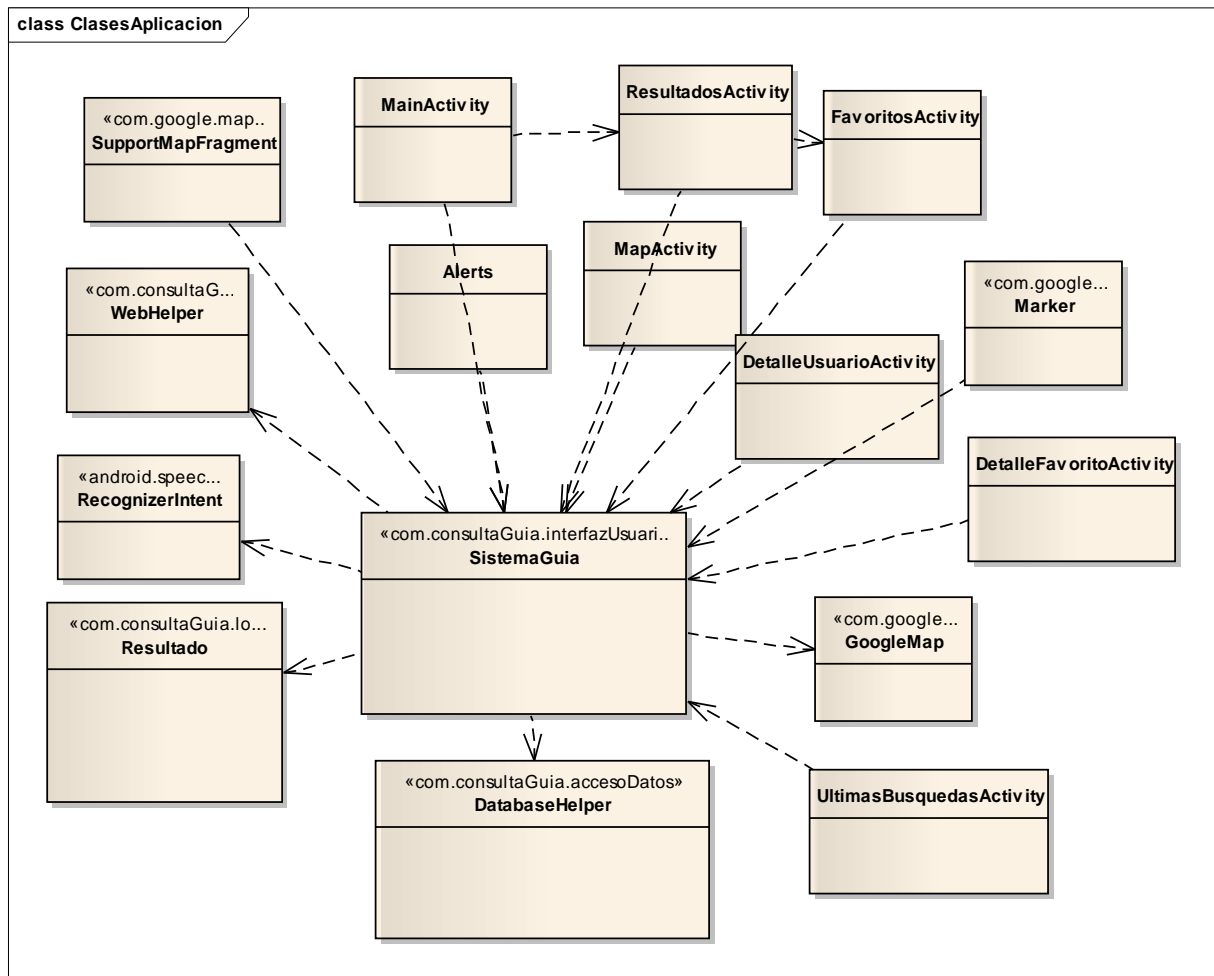 class ClasesAplicacion
MainActivity
ResultadosActivity
FavoritosActivity
«com.google.map..
SupportMapFragment
Alerts
MapActivity
«com.consultaG...
WebHelper
«com.google...
Marker
DetalleUsuarioActivity
«android.speec...
RecognizerIntent
DetalleFavoritoActivity
«com.consultaGuia.interfazUsuari..
SistemaGuia
«com.consultaGuia.lo...
Resultado
«com.google...
GoogleMap
«com.consultaGuia.accesoDatos»
DatabaseHelper
UltimasBusquedasActivity